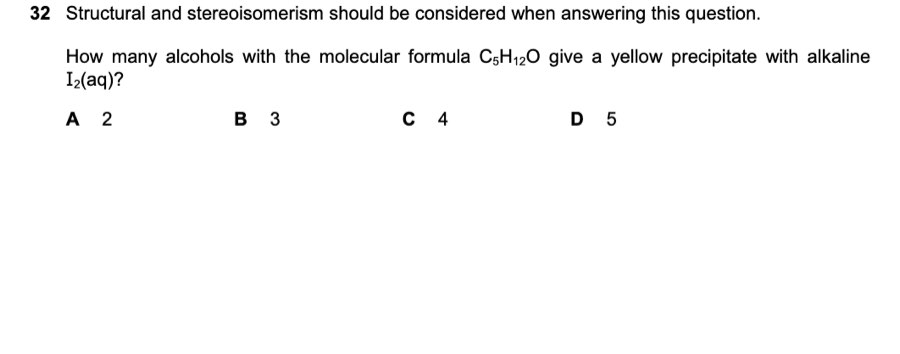 32 Structural and stereoisomerism should be considered when answering this question.
How many alcohols with the molecular formula C₅H₁₂O give a yellow precipitate with alkaline
I₂(aq)?
A 2 B 3 C 4 D 5